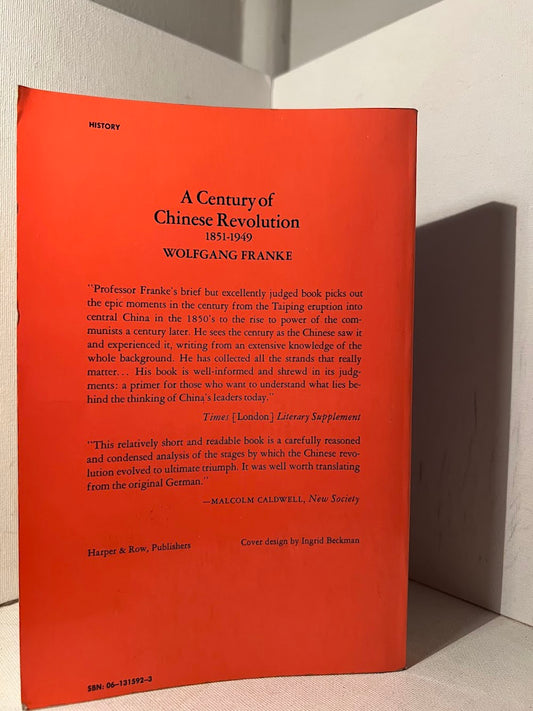 HISTORY
A Century of
Chinese Revolution
1851-1949
WOLFGANG FRANKE
"Professor Franke's brief but excellently judged book picks out
the epic moments in the century from the Taiping eruption into
central China in the 1850's to the rise to power of the com-
munists a century later. He sees the century as the Chinese saw it
and experienced it, writing from an extensive knowledge of the
whole background. He has collected all the strands that really
matter... His book is well-informed and shrewd in its judg-
ments: a primer for those who want to understand what lies be-
hind the thinking of China's leaders today."
Times [London] Literary Supplement
"This relatively short and readable book is a carefully reasoned
and condensed analysis of the stages by which the Chinese revo-
lution evolved to ultimate triumph. It was well worth translating
from the original German."
—MALCOLM CALDWELL, New Society
Harper & Row, Publishers Cover design by Ingrid Beckman
SBN: 06-131592-3